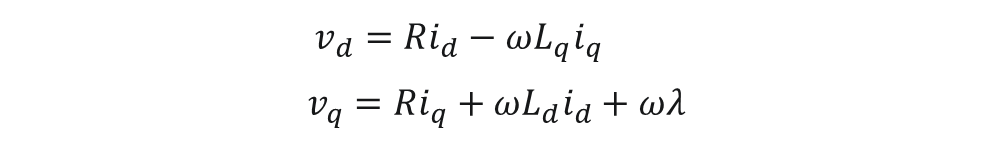 v_d = Ri_d − ωL_q i_q
v_q = Ri_q + ωL_d i_d + ωλ